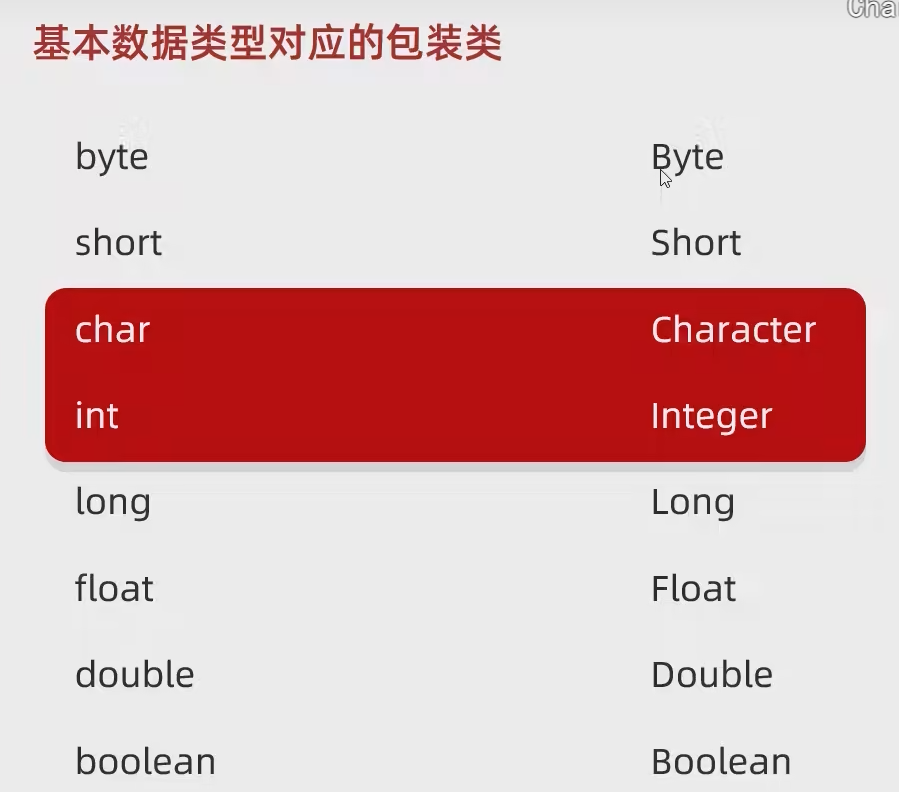 基本数据类型对应的包装类
byte Byte
short Short
char Character
int Integer
long Long
float Float
double Double
boolean Boolean